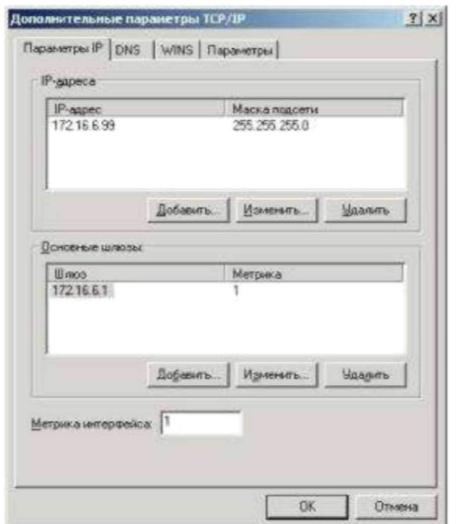 Дополнительные параметры TCP/IP
Параметры IP DNS WINS Параметры
IP-адреса
IP-адрес Маска подсети
172.16.6.99 255.255.255.0
Добавить... Изменить... Удалить
Основные шлюзы:
Шлюз Метрика
172.16.6.1 1
Добавить... Изменить... Удалить
Метрика интерфейса: 1
OK Отмена